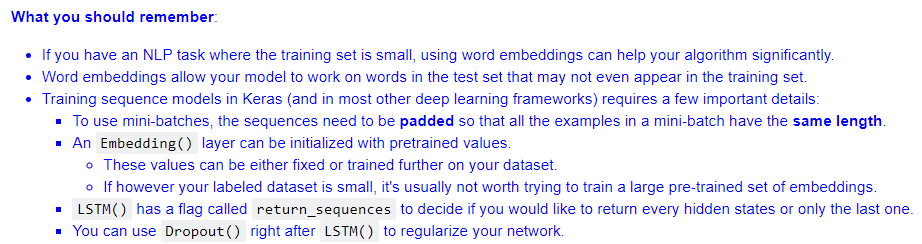 What you should remember:
If you have an NLP task where the training set is small, using word embeddings can help your algorithm significantly.
Word embeddings allow your model to work on words in the test set that may not even appear in the training set.
Training sequence models in Keras (and in most other deep learning frameworks) requires a few important details:
To use mini-batches, the sequences need to be padded so that all the examples in a mini-batch have the same length.
An Embedding() layer can be initialized with pretrained values.
These values can be either fixed or trained further on your dataset.
If however your labeled dataset is small, it's usually not worth trying to train a large pre-trained set of embeddings.
LSTM() has a flag called return_sequences to decide if you would like to return every hidden states or only the last one.
You can use Dropout() right after LSTM() to regularize your network.